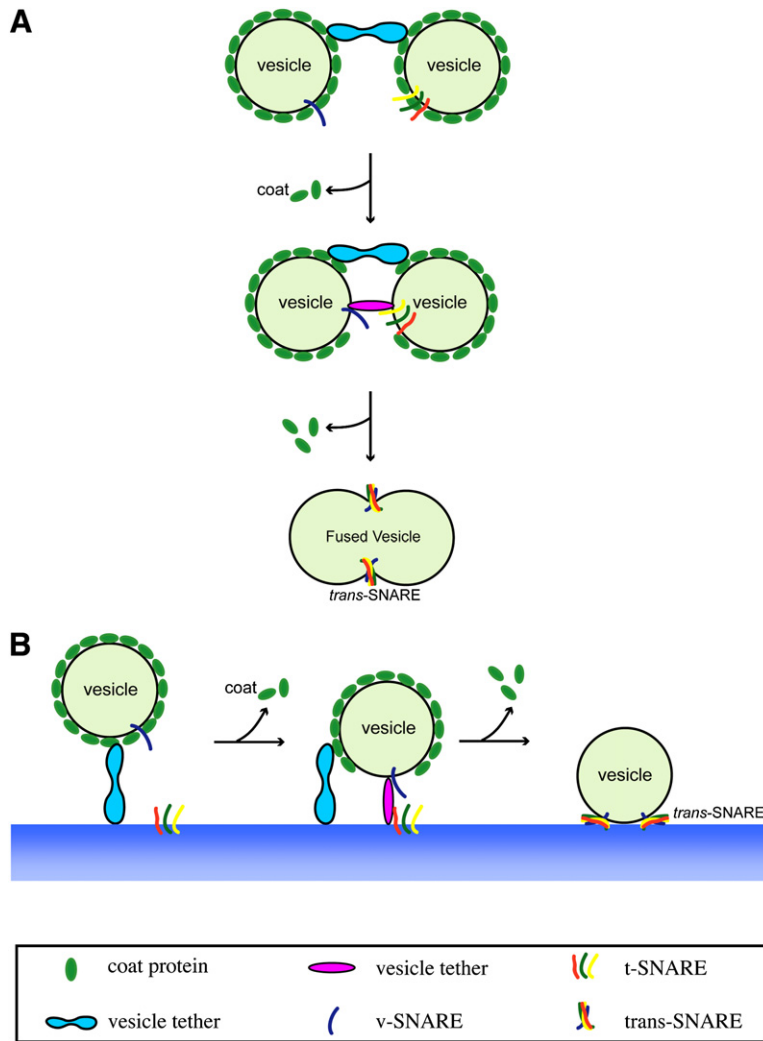 A
vesicle vesicle
coat
vesicle vesicle
Fused Vesicle
trans-SNARE
B
vesicle
coat
vesicle
vesicle
trans-SNARE
coat protein vesicle tether t-SNARE
vesicle tether v-SNARE trans-SNARE